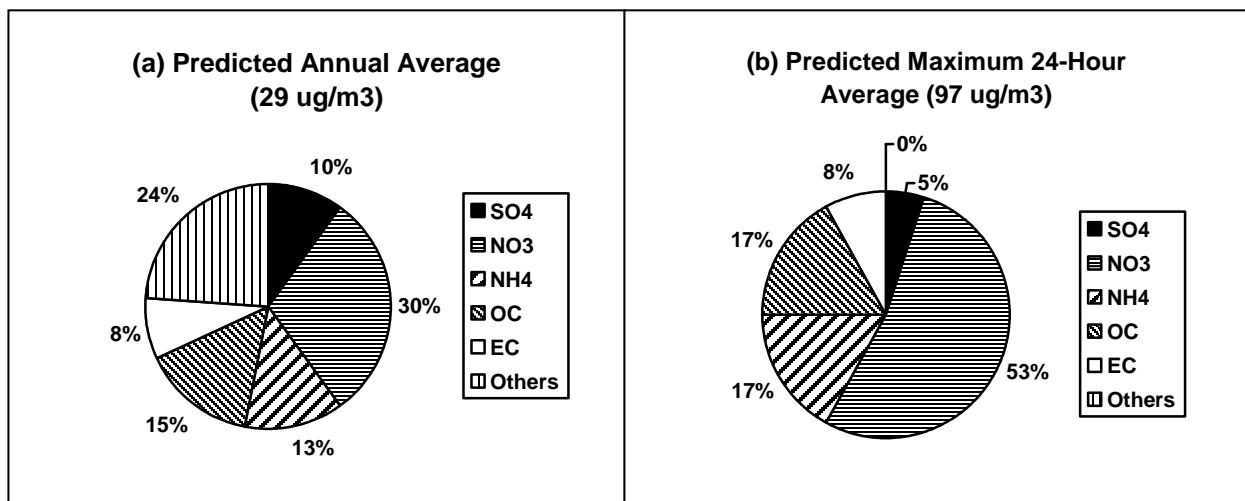 (a) Predicted Annual Average
(29 ug/m3)
10%
30%
13%
15%
8%
24%
SO4
NO3
NH4
OC
EC
Others
(b) Predicted Maximum 24-Hour
Average (97 ug/m3)
0%
5%
53%
17%
17%
8%
SO4
NO3
NH4
OC
EC
Others